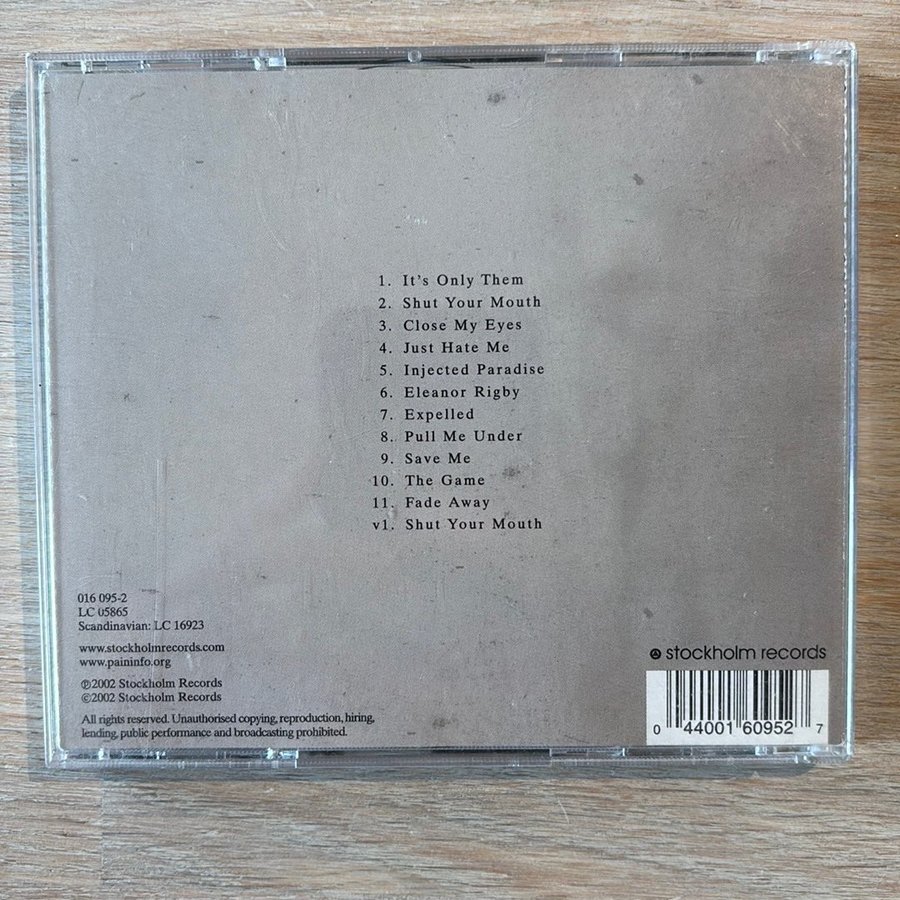 1. It's Only Them
2. Shut Your Mouth
3. Close My Eyes
4. Just Hate Me
5. Injected Paradise
6. Eleanor Rigby
7. Expelled
8. Pull Me Under
9. Save Me
10. The Game
11. Fade Away
v1. Shut Your Mouth
016 095-2
LC 05865
Scandinavian: LC 16923
www.stockholmrecords.com
www.paininfo.org
℗2002 Stockholm Records
©2002 Stockholm Records
All rights reserved. Unauthorised copying, reproduction, hiring,
lending, public performance and broadcasting prohibited.
stockholm records
0 44001 60952 7